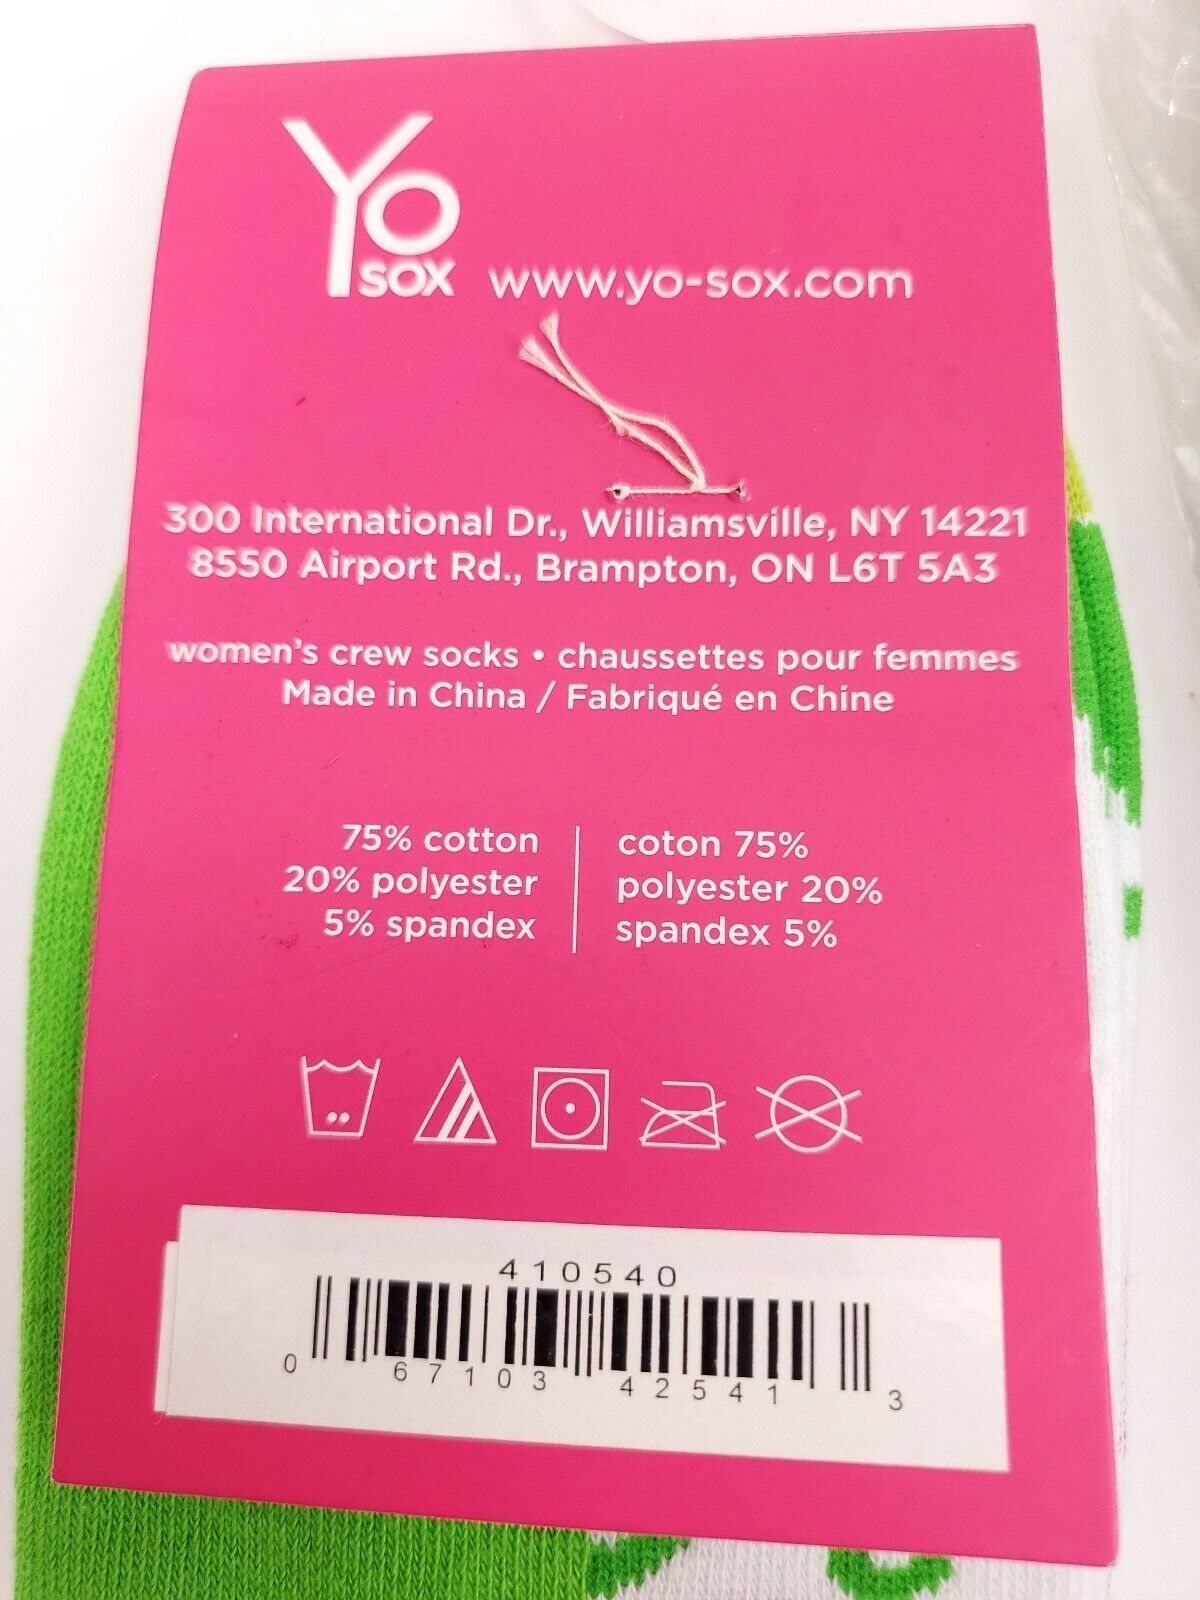 Yo
sox www.yo-sox.com
300 International Dr., Williamsville, NY 14221
8550 Airport Rd., Brampton, ON L6T 5A3
women's crew socks • chaussettes pour femmes
Made in China / Fabriqué en Chine
75% cotton | coton 75%
20% polyester | polyester 20%
5% spandex | spandex 5%
410540
0 67103 42541 3